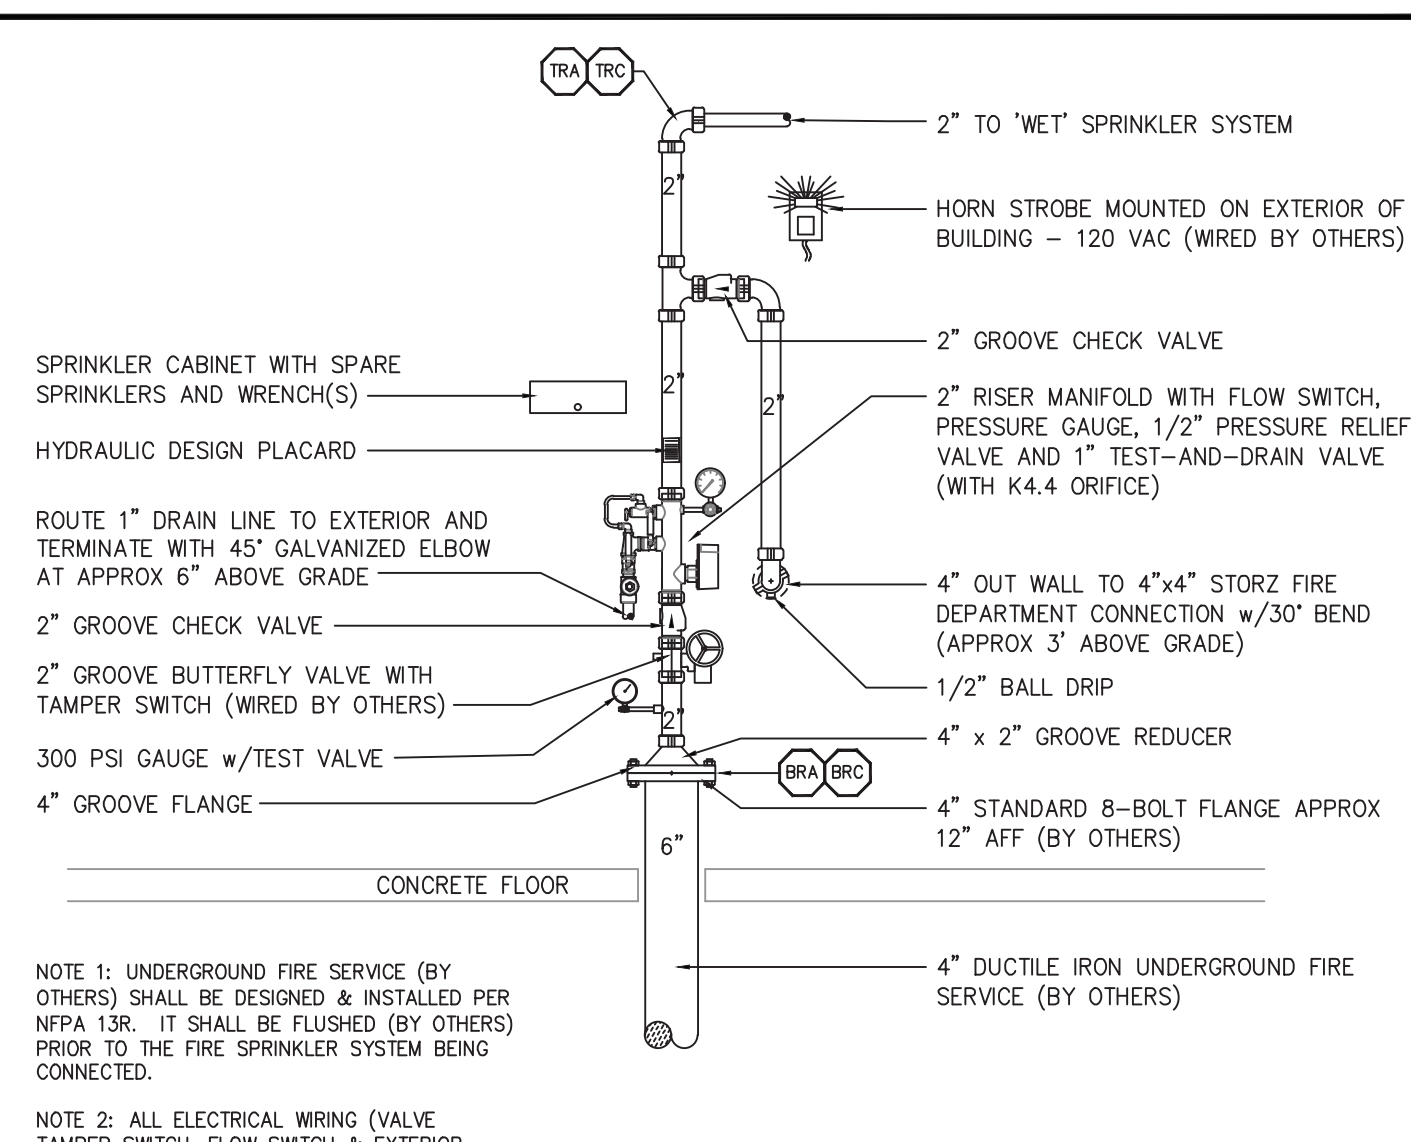 TRA TRC
2" TO 'WET' SPRINKLER SYSTEM
2"
HORN STROBE MOUNTED ON EXTERIOR OF
BUILDING – 120 VAC (WIRED BY OTHERS)
2" GROOVE CHECK VALVE
SPRINKLER CABINET WITH SPARE
SPRINKLERS AND WRENCH(S)
2"
2"
2" RISER MANIFOLD WITH FLOW SWITCH,
PRESSURE GAUGE, 1/2" PRESSURE RELIEF
VALVE AND 1" TEST–AND–DRAIN VALVE
(WITH K4.4 ORIFICE)
HYDRAULIC DESIGN PLACARD
ROUTE 1" DRAIN LINE TO EXTERIOR AND
TERMINATE WITH 45° GALVANIZED ELBOW
AT APPROX 6" ABOVE GRADE
4" OUT WALL TO 4"x4" STORZ FIRE
DEPARTMENT CONNECTION w/30° BEND
(APPROX 3' ABOVE GRADE)
2" GROOVE CHECK VALVE
2" GROOVE BUTTERFLY VALVE WITH
TAMPER SWITCH (WIRED BY OTHERS)
1/2" BALL DRIP
2"
4" x 2" GROOVE REDUCER
300 PSI GAUGE w/TEST VALVE
BRA BRC
4" GROOVE FLANGE
4" STANDARD 8–BOLT FLANGE APPROX
12" AFF (BY OTHERS)
6"
CONCRETE FLOOR
4" DUCTILE IRON UNDERGROUND FIRE
SERVICE (BY OTHERS)
NOTE 1: UNDERGROUND FIRE SERVICE (BY
OTHERS) SHALL BE DESIGNED & INSTALLED PER
NFPA 13R. IT SHALL BE FLUSHED (BY OTHERS)
PRIOR TO THE FIRE SPRINKLER SYSTEM BEING
CONNECTED.
NOTE 2: ALL ELECTRICAL WIRING (VALVE
TAMPER SWITCH, FLOW SWITCH & EXTERIOR